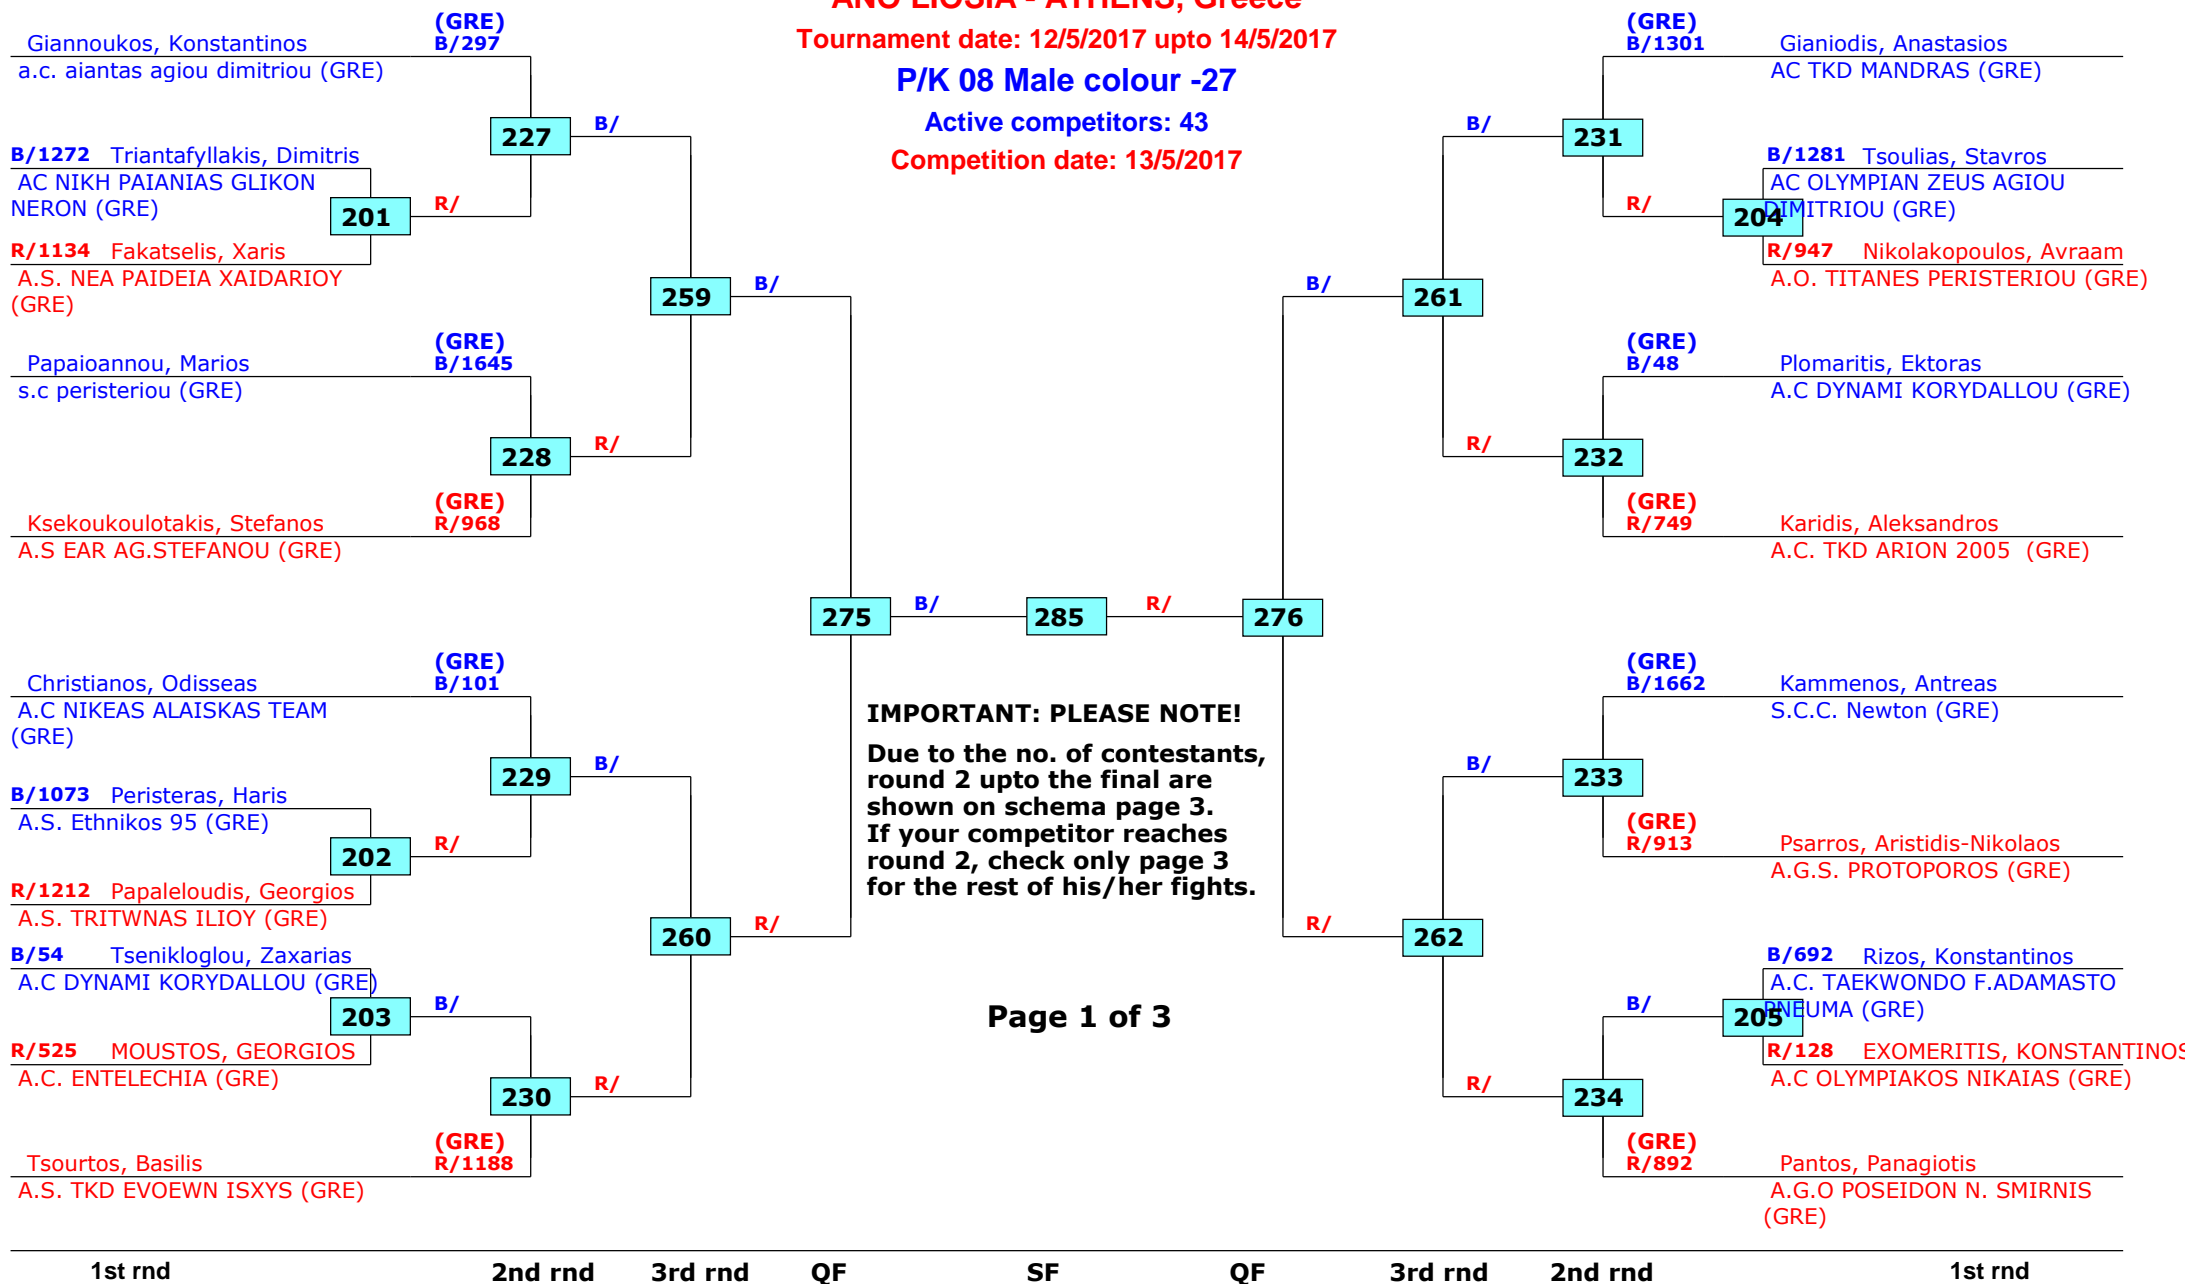 ANO LIOSIA - ATHENS, Greece
Tournament date: 12/5/2017 upto 14/5/2017
P/K 08 Male colour -27
Active competitors: 43
Competition date: 13/5/2017
(GRE)
Giannoukos, Konstantinos B/297
a.c. aiantas agiou dimitriou (GRE)
227 B/
B/1272 Triantafyllakis, Dimitris
AC NIKH PAIANIAS GLIKON
NERON (GRE)
201 R/
R/1134 Fakatselis, Xaris
A.S. NEA PAIDEIA XAIDARIOY
(GRE)
259 B/
(GRE)
Papaioannou, Marios B/1645
s.c peristeriou (GRE)
228 R/
(GRE)
Ksekoukoulotakis, Stefanos R/968
A.S EAR AG.STEFANOU (GRE)
275 B/ 285 R/ 276
(GRE)
Christianos, Odisseas B/101
A.C NIKEAS ALAISKAS TEAM
(GRE)
229 B/
B/1073 Peristeras, Haris
A.S. Ethnikos 95 (GRE)
202 R/
R/1212 Papaleloudis, Georgios
A.S. TRITWNAS ILIOY (GRE)
260 R/
B/54 Tsenikloglou, Zaxarias
A.C DYNAMI KORYDALLOU (GRE)
203 B/
R/525 MOUSTOS, GEORGIOS
A.C. ENTELECHIA (GRE)
230 R/
(GRE)
Tsourtos, Basilis R/1188
A.S. TKD EVOEWN ISXYS (GRE)
IMPORTANT: PLEASE NOTE!
Due to the no. of contestants,
round 2 upto the final are
shown on schema page 3.
If your competitor reaches
round 2, check only page 3
for the rest of his/her fights.
Page 1 of 3
(GRE)
B/1301 Gianiodis, Anastasios
AC TKD MANDRAS (GRE)
B/ 231
B/1281 Tsoulias, Stavros
AC OLYMPIAN ZEUS AGIOU
DIMITRIOU (GRE)
R/ 204
R/947 Nikolakopoulos, Avraam
A.O. TITANES PERISTERIOU (GRE)
B/ 261
(GRE)
B/48 Plomaritis, Ektoras
A.C DYNAMI KORYDALLOU (GRE)
R/ 232
(GRE)
R/749 Karidis, Aleksandros
A.C. TKD ARION 2005 (GRE)
(GRE)
B/1662 Kammenos, Antreas
S.C.C. Newton (GRE)
B/ 233
(GRE)
R/913 Psarros, Aristidis-Nikolaos
A.G.S. PROTOPOROS (GRE)
R/ 262
B/692 Rizos, Konstantinos
A.C. TAEKWONDO F.ADAMASTO
PNEUMA (GRE)
B/ 205
R/128 EXOMERITIS, KONSTANTINOS
A.C OLYMPIAKOS NIKAIAS (GRE)
R/ 234
(GRE)
R/892 Pantos, Panagiotis
A.G.O POSEIDON N. SMIRNIS
(GRE)
1st rnd 2nd rnd 3rd rnd QF SF QF 3rd rnd 2nd rnd 1st rnd